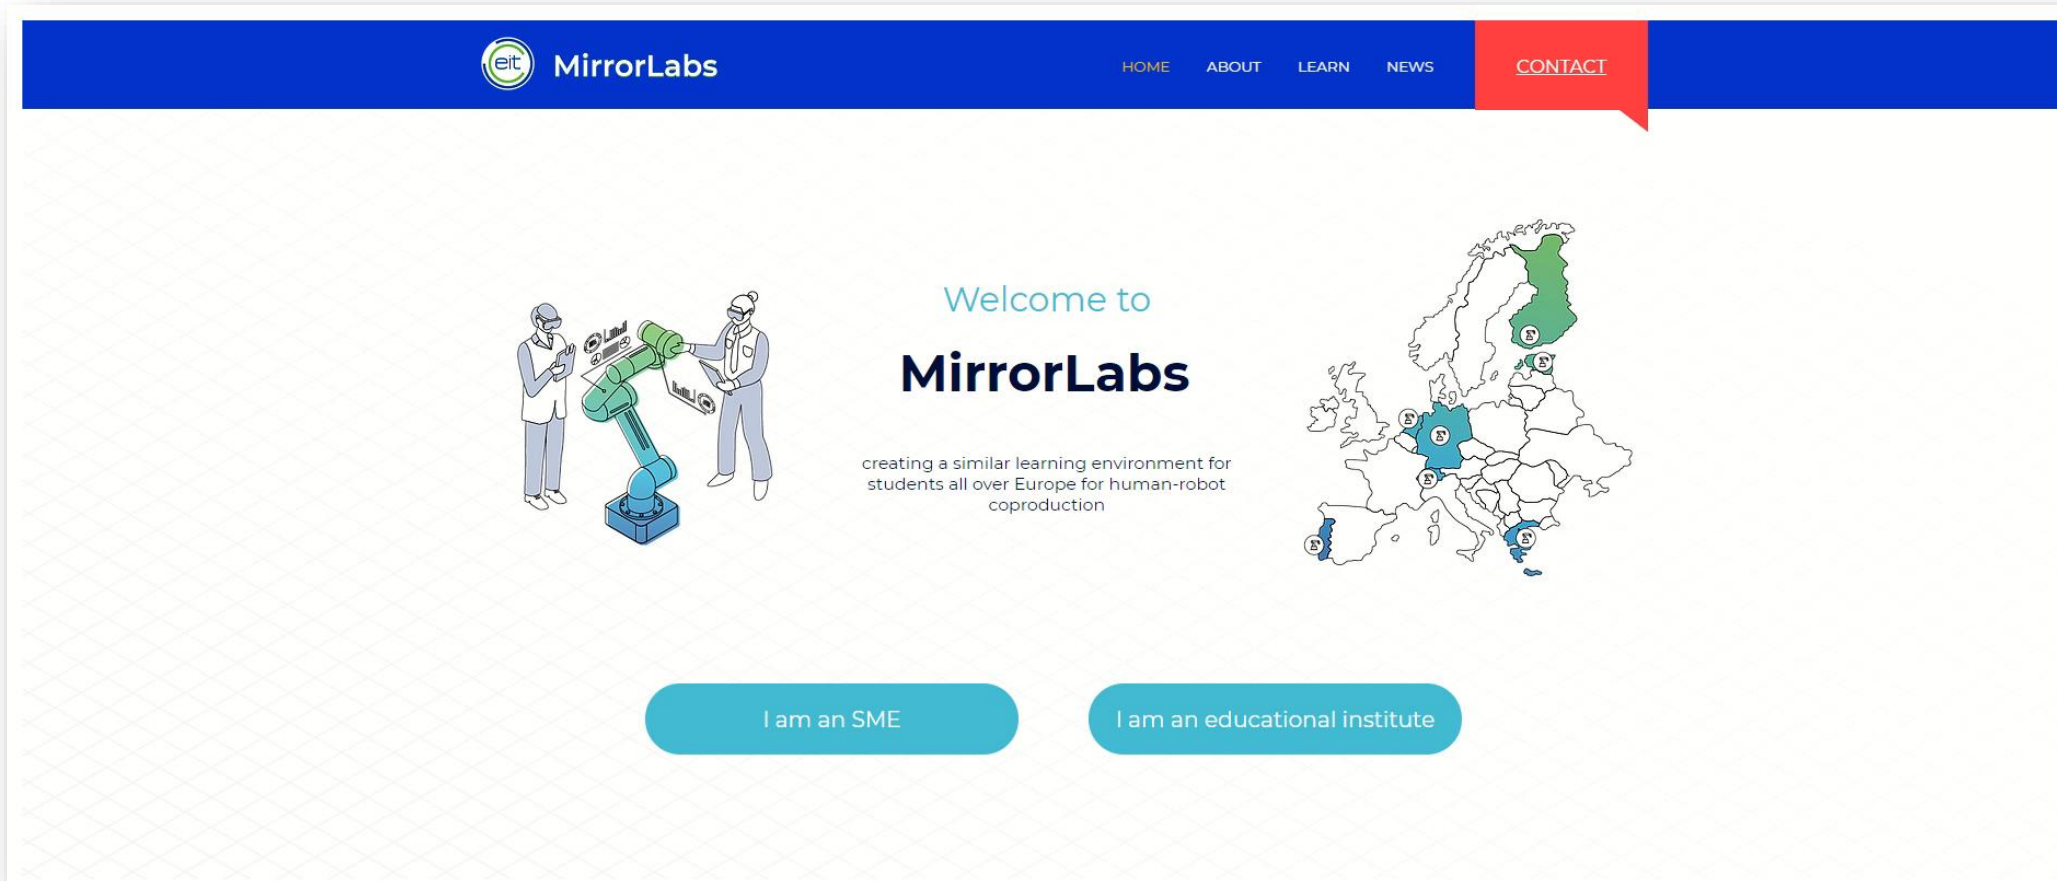 eit
MirrorLabs
HOME ABOUT LEARN NEWS CONTACT
Welcome to
MirrorLabs
creating a similar learning environment for
students all over Europe for human-robot
coproduction
I am an SME
I am an educational institute